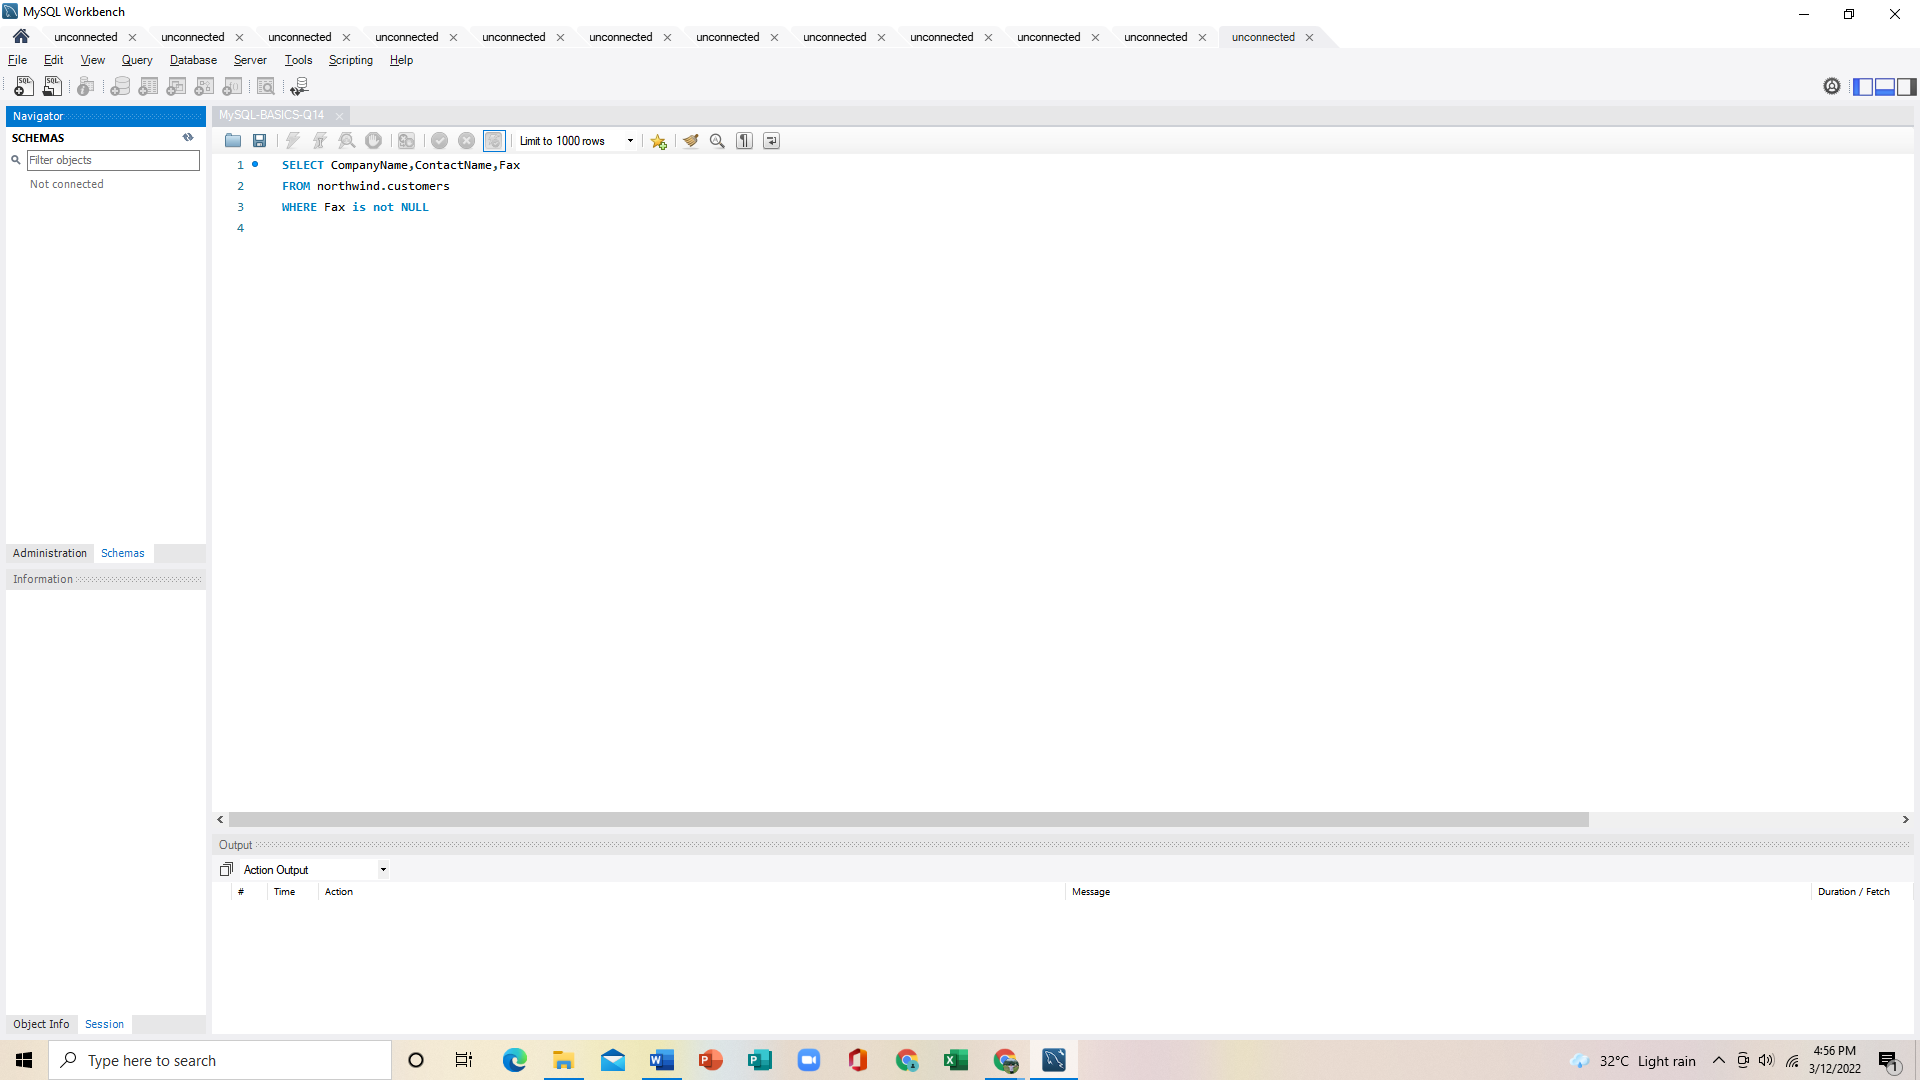 MySQL Workbench
unconnected unconnected unconnected unconnected unconnected unconnected unconnected unconnected unconnected unconnected unconnected unconnected
File Edit View Query Database Server Tools Scripting Help
Navigator
SCHEMAS
Filter objects
Not connected
MySQL-BASICS-Q14
Limit to 1000 rows
1 SELECT CompanyName,ContactName,Fax
2 FROM northwind.customers
3 WHERE Fax is not NULL
4
Administration Schemas
Information
Output
Action Output
# Time Action Message Duration / Fetch
Object Info Session
Type here to search
32°C Light rain
4:56 PM
3/12/2022
1